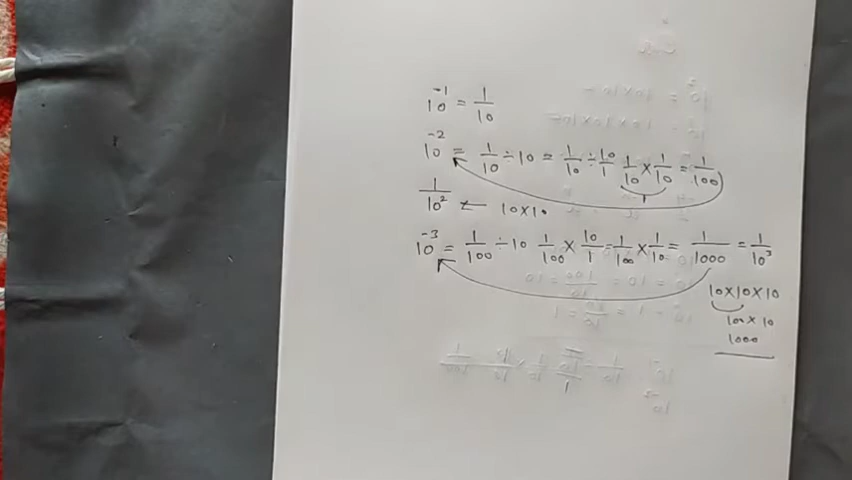 10⁻¹ = 1/10
10⁻² = 1/10 ÷ 10 = 1/10 ÷ 10/1 1/10 × 1/10 = 1/100
1/10² ← 10×10
10⁻³ = 1/100 ÷ 10 1/100 × 10/1 = 1/100 × 1/10 = 1/1000 = 1/10³
10×10×10
100×10
1000